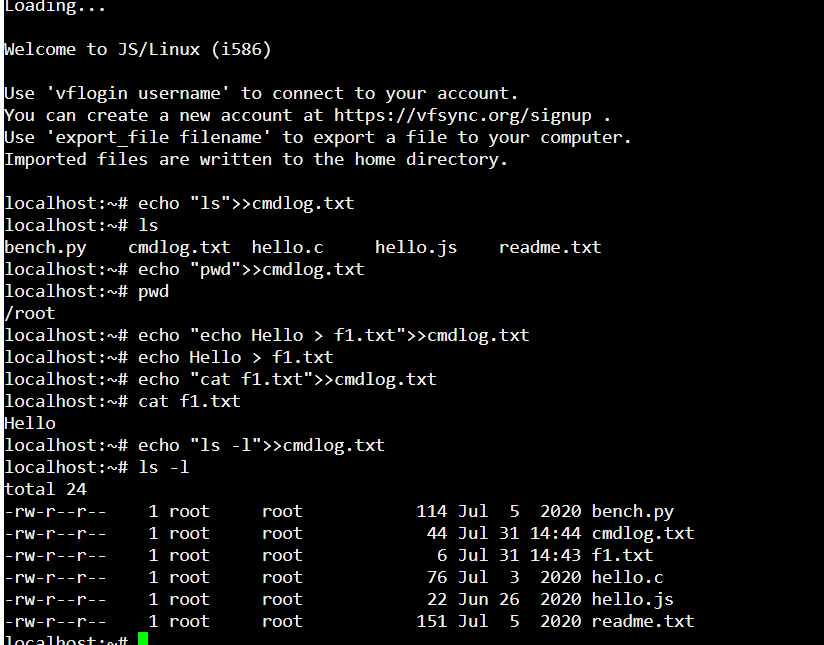 Loading...
Welcome to JS/Linux (i586)
Use 'vflogin username' to connect to your account.
You can create a new account at https://vfsync.org/signup .
Use 'export_file filename' to export a file to your computer.
Imported files are written to the home directory.
localhost:~# echo "ls">>cmdlog.txt
localhost:~# ls
bench.py    cmdlog.txt  hello.c     hello.js    readme.txt
localhost:~# echo "pwd">>cmdlog.txt
localhost:~# pwd
/root
localhost:~# echo "echo Hello > f1.txt">>cmdlog.txt
localhost:~# echo Hello > f1.txt
localhost:~# echo "cat f1.txt">>cmdlog.txt
localhost:~# cat f1.txt
Hello
localhost:~# echo "ls -l">>cmdlog.txt
localhost:~# ls -l
total 24
-rw-r--r--    1 root     root           114 Jul  5  2020 bench.py
-rw-r--r--    1 root     root            44 Jul 31 14:44 cmdlog.txt
-rw-r--r--    1 root     root             6 Jul 31 14:43 f1.txt
-rw-r--r--    1 root     root            76 Jul  3  2020 hello.c
-rw-r--r--    1 root     root            22 Jun 26  2020 hello.js
-rw-r--r--    1 root     root           151 Jul  5  2020 readme.txt
localhost:~#